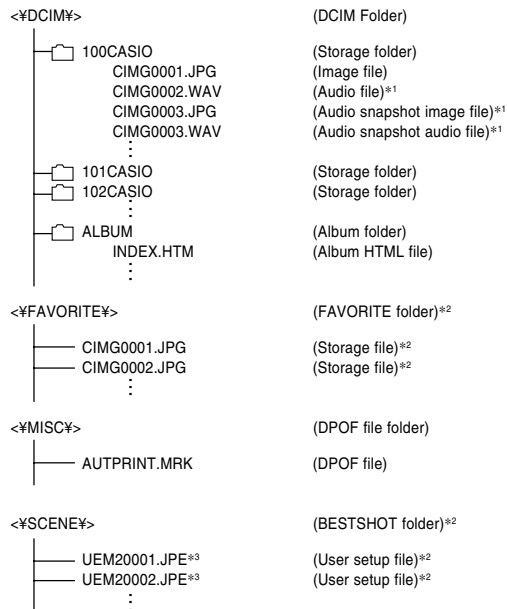 <¥DCIM¥> (DCIM Folder)
100CASIO (Storage folder)
CIMG0001.JPG (Image file)
CIMG0002.WAV (Audio file)*1
CIMG0003.JPG (Audio snapshot image file)*1
CIMG0003.WAV (Audio snapshot audio file)*1
101CASIO (Storage folder)
102CASIO (Storage folder)
ALBUM (Album folder)
INDEX.HTM (Album HTML file)
<¥FAVORITE¥> (FAVORITE folder)*2
CIMG0001.JPG (Storage file)*2
CIMG0002.JPG (Storage file)*2
<¥MISC¥> (DPOF file folder)
AUTPRINT.MRK (DPOF file)
<¥SCENE¥> (BESTSHOT folder)*2
UEM20001.JPE*3 (User setup file)*2
UEM20002.JPE*3 (User setup file)*2